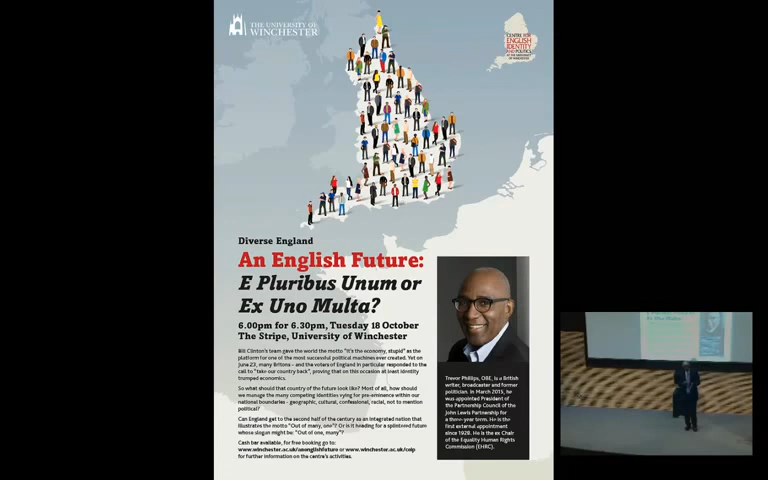 THE UNIVERSITY OF
WINCHESTER
CENTRE FOR
ENGLISH
IDENTITY
AND POLITICS
AT THE UNIVERSITY
OF WINCHESTER
Diverse England
An English Future:
E Pluribus Unum or
Ex Uno Multa?
6.00pm for 6.30pm, Tuesday 18 October
The Stripe, University of Winchester
Bill Clinton's team gave the world the motto "it's the economy, stupid" as the
platform for one of the most successful political machines ever created. Yet on
June 23, many Britons – and the voters of England in particular responded to the
call to "take our country back", proving that on this occasion at least identity
trumped economics.
So what should that country of the future look like? Most of all, how should
we manage the many competing identities vying for pre-eminence within our
national boundaries - geographic, cultural, confessional, racial, not to mention
political?
Can England get to the second half of the century as an integrated nation that
illustrates the motto "Out of many, one"? Or is it heading for a splintered future
whose slogan might be: "Out of one, many"?
Cash bar available, for free booking go to:
www.winchester.ac.uk/anenglishfuture or www.winchester.ac.uk/ceip
for further information on the centre's activities.
Trevor Phillips, OBE, is a British
writer, broadcaster and former
politician. In March 2015, he
was appointed President of
the Partnership Council of the
John Lewis Partnership for
a three-year term. He is the
first external appointment
since 1928. He is the ex Chair
of the Equality Human Rights
Commission (EHRC).